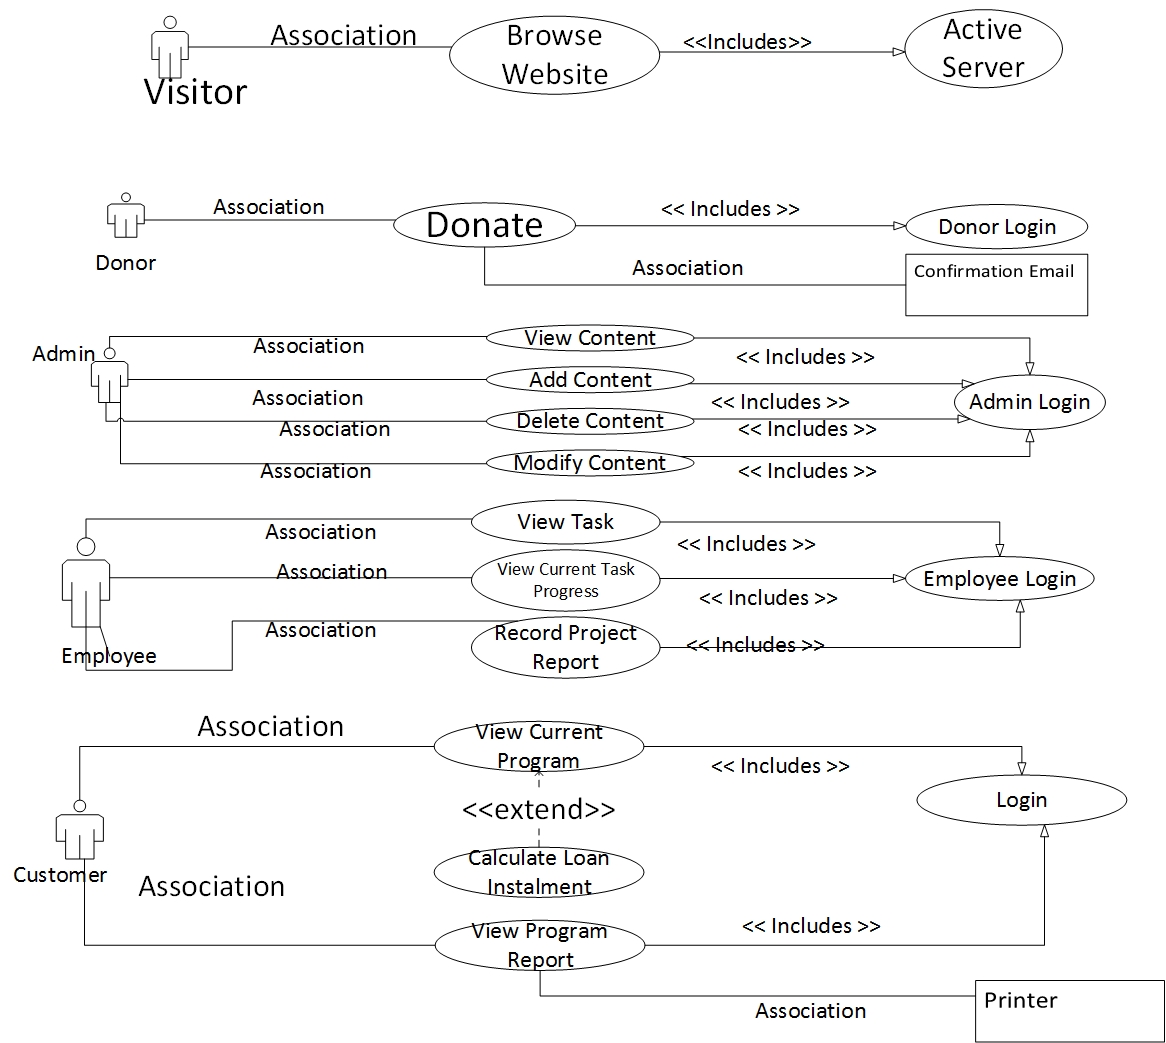 Visitor
Association
Browse
Website
<<Includes>>
Active
Server
Donor
Association
Donate
<< Includes >>
Donor Login
Association
Confirmation Email
Admin
Association
View Content
<< Includes >>
Association
Add Content
<< Includes >>
Admin Login
Association
Delete Content
<< Includes >>
Association
Modify Content
<< Includes >>
Employee
Association
View Task
<< Includes >>
Association
View Current Task
Progress
<< Includes >>
Employee Login
Association
Record Project
Report
<< Includes >>
Customer
Association
View Current
Program
<< Includes >>
Login
<<extend>>
Calculate Loan
Instalment
Association
View Program
Report
<< Includes >>
Association
Printer